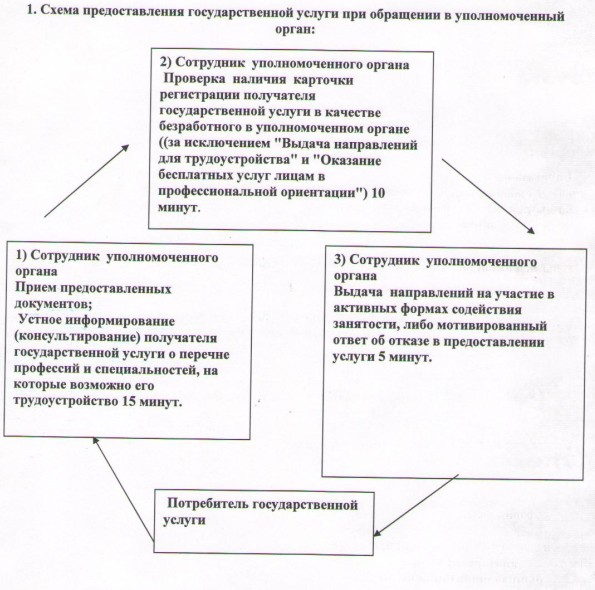 1. Схема предоставления государственной услуги при обращении в уполномоченный
орган:
2) Сотрудник уполномоченного органа
Проверка наличия карточки
регистрации получателя
государственной услуги в качестве
безработного в уполномоченном органе
((за исключением "Выдача направлений
для трудоустройства" и "Оказание
бесплатных услуг лицам в
профессиональной ориентации") 10
минут.
1) Сотрудник уполномоченного
органа
Прием предоставленных
документов;
Устное информирование
(консультирование) получателя
государственной услуги о перечне
профессий и специальностей, на
которые возможно его
трудоустройство 15 минут.
3) Сотрудник уполномоченного
органа
Выдача направлений на участие в
активных формах содействия
занятости, либо мотивированный
ответ об отказе в предоставлении
услуги 5 минут.
Потребитель государственной
услуги